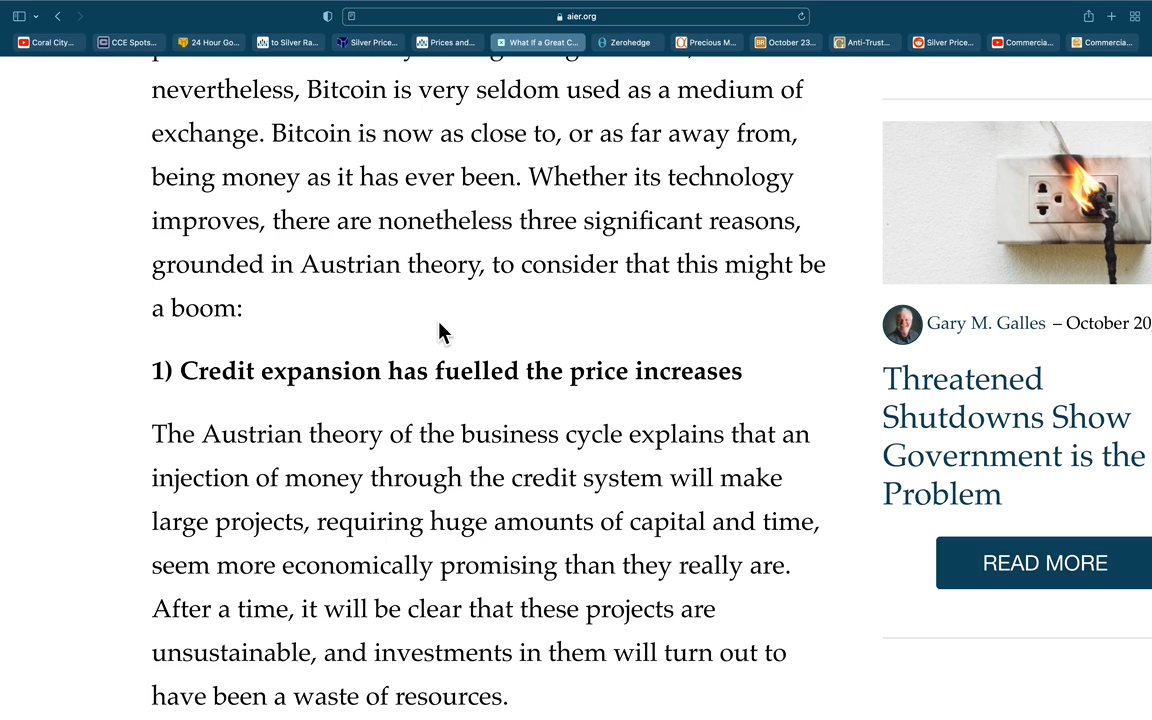 aier.org
Coral City...
CCE Spots...
24 Hour Go...
to Silver Ra...
Silver Price...
Prices and...
What If a Great C...
Zerohedge
Precious M...
October 23...
Anti-Trust...
Silver Price...
Commercia...
Commercia...
nevertheless, Bitcoin is very seldom used as a medium of
exchange. Bitcoin is now as close to, or as far away from,
being money as it has ever been. Whether its technology
improves, there are nonetheless three significant reasons,
grounded in Austrian theory, to consider that this might be
a boom:
1) Credit expansion has fuelled the price increases
The Austrian theory of the business cycle explains that an
injection of money through the credit system will make
large projects, requiring huge amounts of capital and time,
seem more economically promising than they really are.
After a time, it will be clear that these projects are
unsustainable, and investments in them will turn out to
have been a waste of resources.
Gary M. Galles – October 20,
Threatened
Shutdowns Show
Government is the
Problem
READ MORE